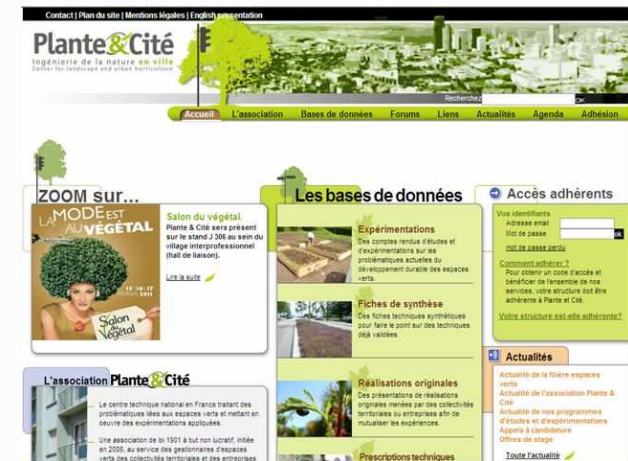 Contact | Plan du site | Mentions légales | English presentation
Plante&Cité
Ingénierie de la nature en ville
Center for landscape and urban horticulture
Recherchez
OK
Accueil L'association Bases de données Forums Liens Actualités Agenda Adhésion
ZOOM sur...
LA MODE EST
AU VÉGÉTAL
15 • 16 • 17
FÉVRIER 2011
Salon
du
Végétal
Salon du végétal.
Plante & Cité sera présent
sur le stand J 306 au sein du
village interprofessionnel
(hall de liaison).
Lire la suite
L'association Plante&Cité
Le centre technique national en France traitant des
problématiques liées aux espaces verts et mettant en
oeuvre des expérimentations appliquées.
Une association de loi 1901 à but non lucratif, initiée
en 2006, au service des gestionnaires d'espaces
verts des collectivités territoriales et des entreprises
Les bases de données
Expérimentations
Des comptes rendus d'études et
d'expérimentations sur les
problématiques actuelles du
développement durable des espaces
verts.
Fiches de synthèse
Des fiches techniques synthétiques
pour faire le point sur des techniques
déjà validées.
Réalisations originales
Des présentations de réalisations
originales menées par des collectivités
territoriales ou entreprises afin de
mutualiser les expériences.
Prescriptions techniques
Accès adhérents
Vos identifiants
Adresse email
Mot de passe
ok
mot de passe perdu
Comment adhérer ?
Pour obtenir un code d'accès et
bénéficier de l'ensemble de nos
services, votre structure doit être
adhérente à Plante et Cité.
Votre structure est-elle adhérente?
Actualités
Actualité de la filière espaces
verts
Actualité de l'association Plante &
Cité
Actualité de nos programmes
d'études et d'expérimentations
Appels à candidature
Offres de stage
Toute l'actualité